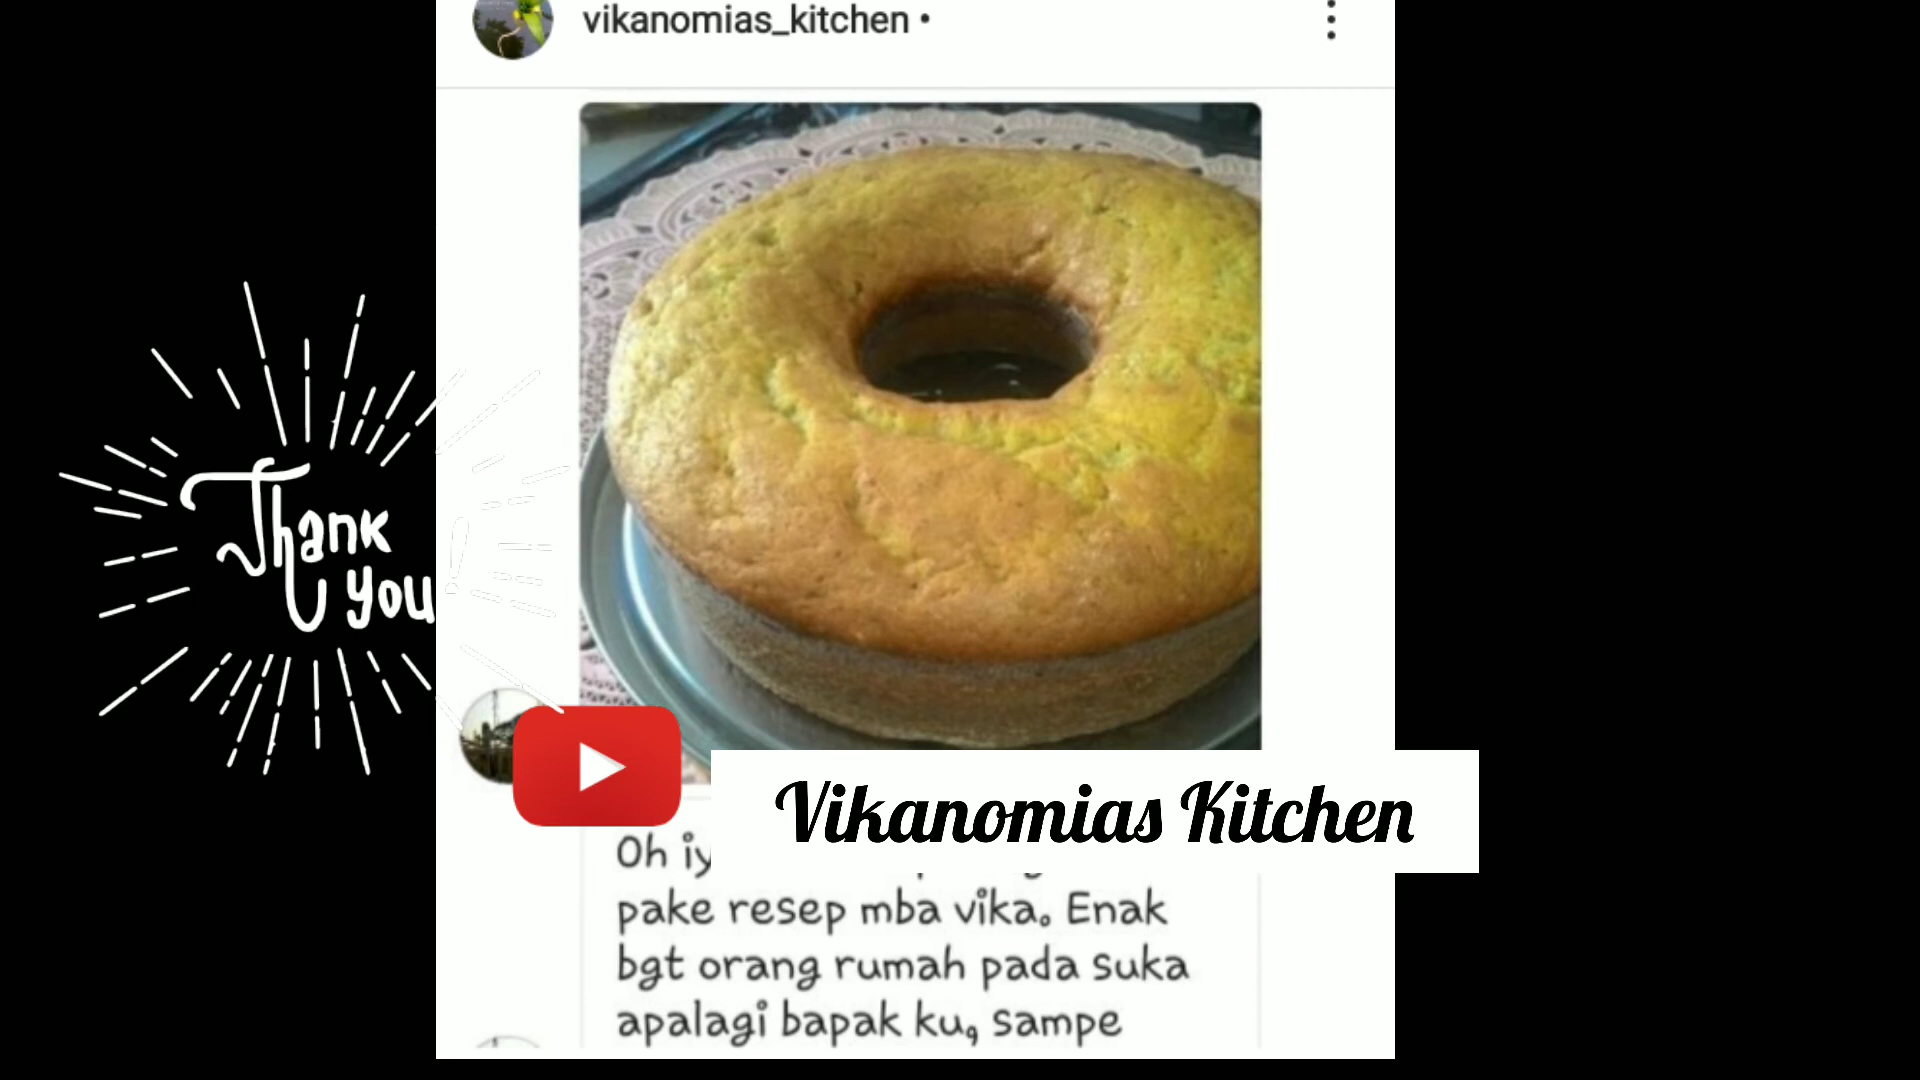 vikanomias_kitchen •
Thank
you!
Vikanomias Kitchen
Oh
pake resep mba vika. Enak
bgt orang rumah pada suka
apalagi bapak ku, sampe